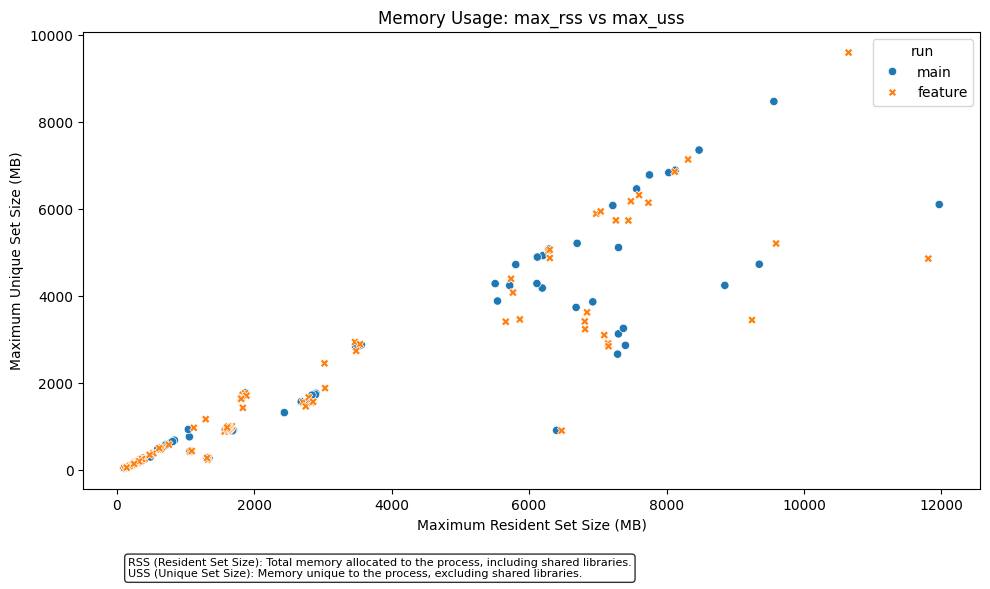 Memory Usage: max_rss vs max_uss
10000
8000
6000
4000
2000
0
Maximum Unique Set Size (MB)
run
main
feature
0 2000 4000 6000 8000 10000 12000
Maximum Resident Set Size (MB)
RSS (Resident Set Size): Total memory allocated to the process, including shared libraries.
USS (Unique Set Size): Memory unique to the process, excluding shared libraries.